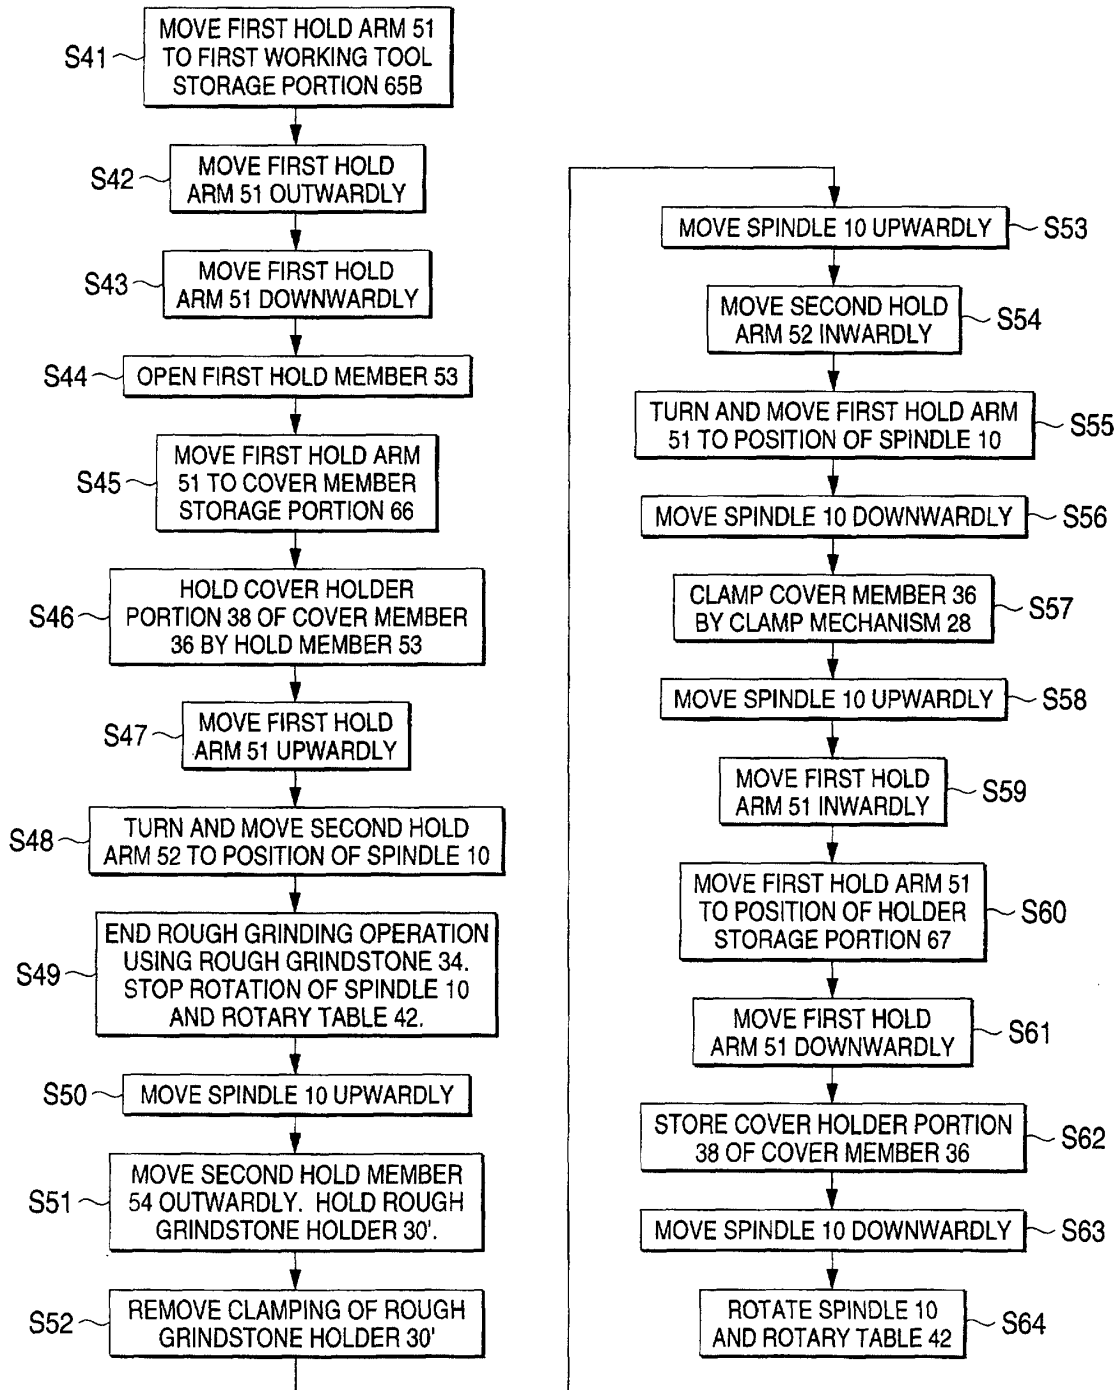 S41
MOVE FIRST HOLD ARM 51
TO FIRST WORKING TOOL
STORAGE PORTION 65B
S42
MOVE FIRST HOLD
ARM 51 OUTWARDLY
S43
MOVE FIRST HOLD
ARM 51 DOWNWARDLY
S44
OPEN FIRST HOLD MEMBER 53
S45
MOVE FIRST HOLD ARM
51 TO COVER MEMBER
STORAGE PORTION 66
S46
HOLD COVER HOLDER
PORTION 38 OF COVER MEMBER
36 BY HOLD MEMBER 53
S47
MOVE FIRST HOLD
ARM 51 UPWARDLY
S48
TURN AND MOVE SECOND HOLD
ARM 52 TO POSITION OF SPINDLE 10
S49
END ROUGH GRINDING OPERATION
USING ROUGH GRINDSTONE 34.
STOP ROTATION OF SPINDLE 10
AND ROTARY TABLE 42.
S50
MOVE SPINDLE 10 UPWARDLY
S51
MOVE SECOND HOLD MEMBER
54 OUTWARDLY. HOLD ROUGH
GRINDSTONE HOLDER 30'.
S52
REMOVE CLAMPING OF ROUGH
GRINDSTONE HOLDER 30'
MOVE SPINDLE 10 UPWARDLY
S53
MOVE SECOND HOLD
ARM 52 INWARDLY
S54
TURN AND MOVE FIRST HOLD ARM
51 TO POSITION OF SPINDLE 10
S55
MOVE SPINDLE 10 DOWNWARDLY
S56
CLAMP COVER MEMBER 36
BY CLAMP MECHANISM 28
S57
MOVE SPINDLE 10 UPWARDLY
S58
MOVE FIRST HOLD
ARM 51 INWARDLY
S59
MOVE FIRST HOLD ARM 51
TO POSITION OF HOLDER
STORAGE PORTION 67
S60
MOVE FIRST HOLD
ARM 51 DOWNWARDLY
S61
STORE COVER HOLDER PORTION
38 OF COVER MEMBER 36
S62
MOVE SPINDLE 10 DOWNWARDLY
S63
ROTATE SPINDLE 10
AND ROTARY TABLE 42
S64